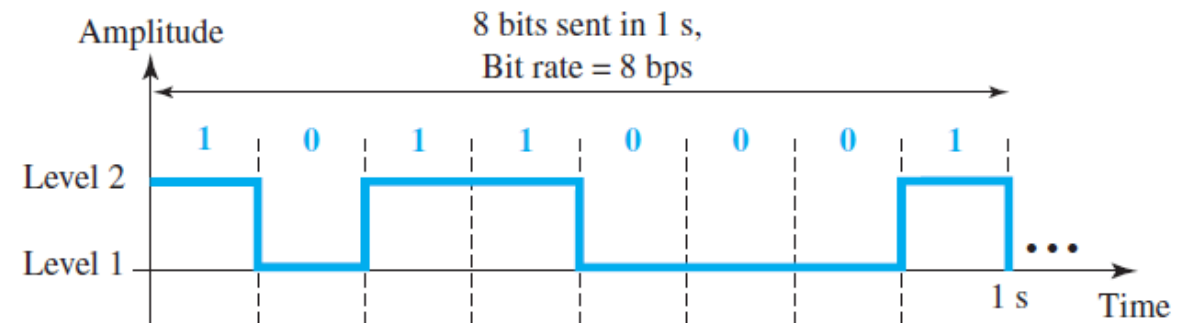 Amplitude
8 bits sent in 1 s,
Bit rate = 8 bps
1 0 1 1 0 0 0 1
Level 2
Level 1
•••
1 s
Time